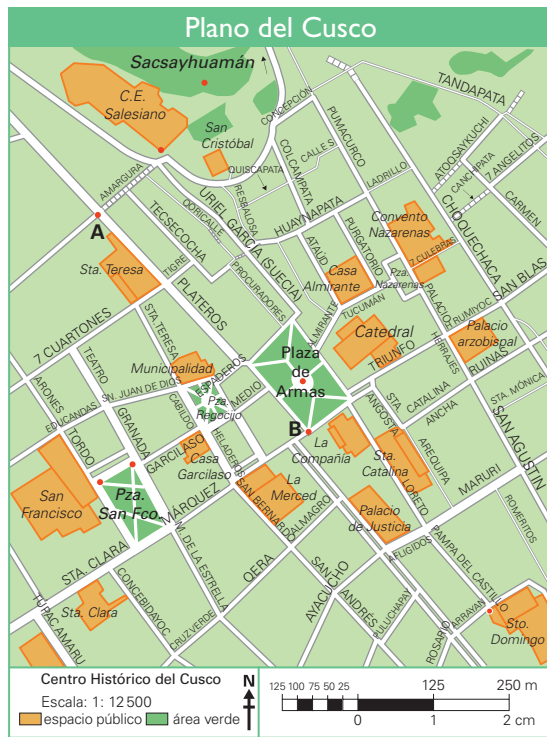 Plano del Cusco
Sacsayhuamán
C.E.
Salesiano
San
Cristóbal
CONCEPCIÓN
TANDAPATA
PUMACURCO
CALLE S.
COLCAMPATA
QUISCAPATA
RESBALOSA
LADRILLO
ATOQSAYKUCHI
CANCHIPATA
7 ANGELITOS
CARMEN
AMARGURA
A
TECSECOCHA
QORICALLE
URIEL GARCÍA (SUECIA)
HUAYNAPATA
ATAUD
PURGATORIO
Convento
Nazarenas
7 CULEBRAS
CHOQUECHACA
Sta. Teresa
TIGRE
PLATEROS
PROCURADORES
Casa
Almirante
Pza.
Nazarenas
PALACIO
SAN BLAS
ALMIRANTE
TUCUMÁN
Catedral
TRIUNFO
HERRAJES
H. RUMIYOC
Palacio
arzobispal
RUINAS
7 CUARTONES
STA. TERESA
TEATRO
Municipalidad
ESPADEROS
Plaza
de
Armas
ARONES
EDUCANDAS
SN. JUAN DE DIOS
CABILDO
Pza.
Regocijo
MEDIO
B
STA.
CATALINA
ANCHA
STA. MÓNICA
SAN AGUSTIN
ANGOSTA
TORDO
GRANADA
GARCILASO
Casa
Garcilaso
HELADEROS
La
Compañía
Sta.
Catalina
AREQUIPA
LORETO
MARURI
San
Francisco
Pza.
San Fco.
MÁRQUEZ
La
Merced
SAN BERNARDO
ALMAGRO
Palacio
de Justicia
AFLIGIDOS
ROMERITOS
STA. CLARA
M. DE LA ESTRELLA
QERA
AYACUCHO
SAN
ANDRÉS
PULUCHAPAY
PAMPA DEL CASTILLO
Sta. Clara
CONCEBIDAYOC
CRUZ VERDE
TUPAC AMARU
ROSARIO
ARRAYAN
Sto.
Domingo
Centro Histórico del Cusco
N
Escala: 1: 12 500
espacio público
área verde
125 100 75 50 25
125
250 m
0
1
2 cm